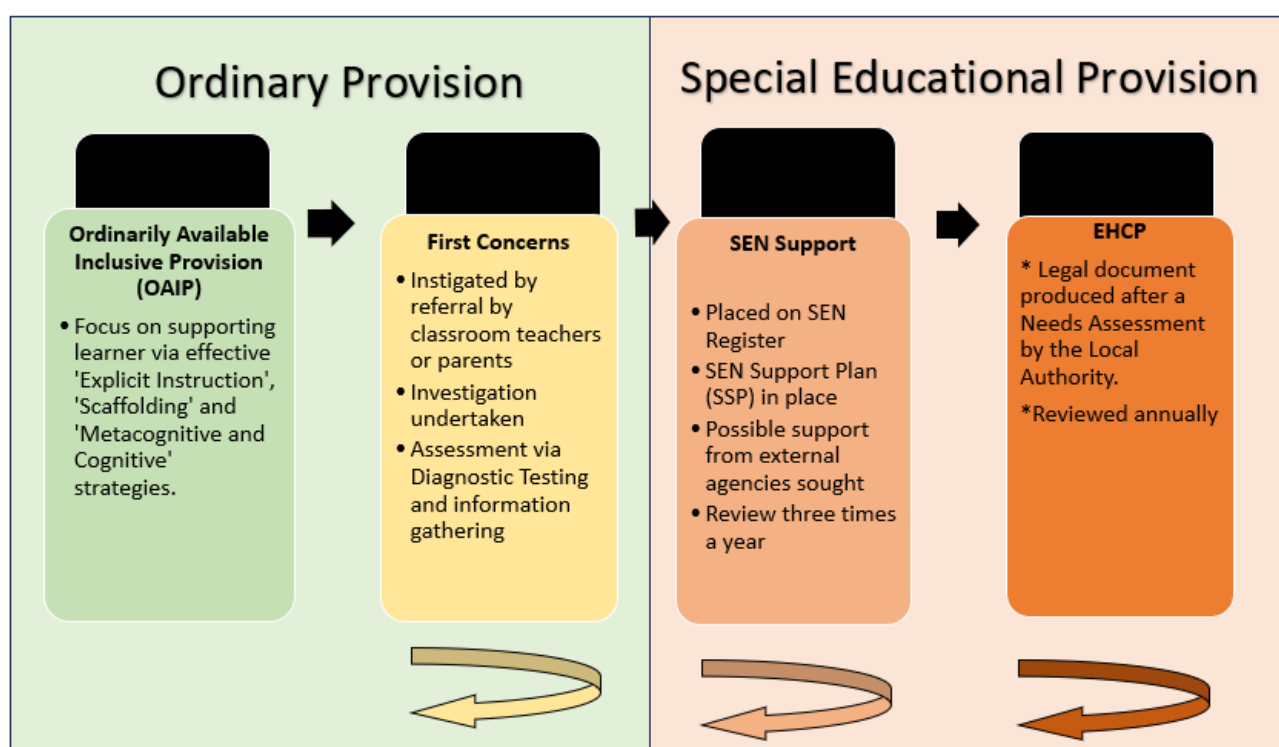 Ordinary Provision
Special Educational Provision
Ordinarily Available
Inclusive Provision
(OAIP)
• Focus on supporting
learner via effective
'Explicit Instruction',
'Scaffolding' and
'Metacognitive and
Cognitive'
strategies.
First Concerns
• Instigated by
referral by
classroom teachers
or parents
• Investigation
undertaken
• Assessment via
Diagnostic Testing
and information
gathering
SEN Support
• Placed on SEN
Register
• SEN Support Plan
(SSP) in place
• Possible support
from external
agencies sought
• Review three times
a year
EHCP
* Legal document
produced after a
Needs Assessment
by the Local
Authority.
*Reviewed annually